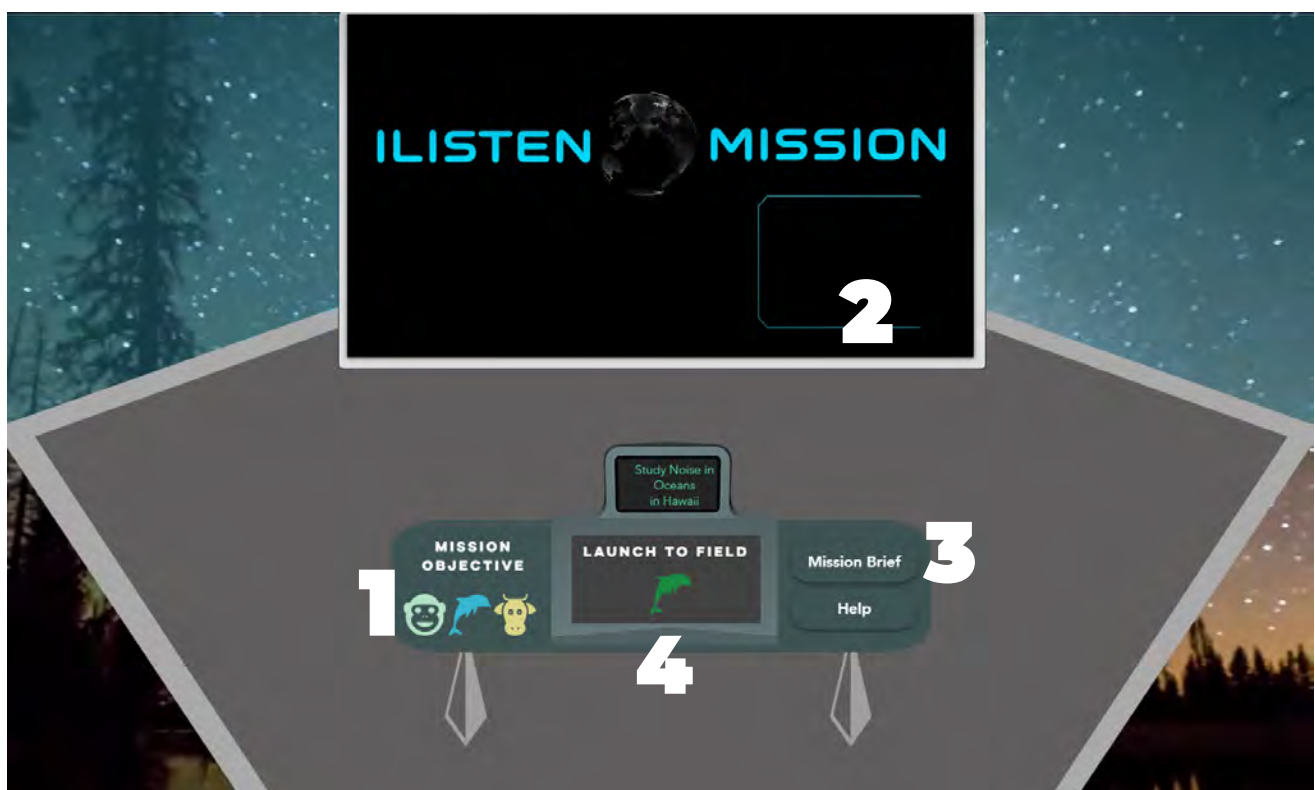 ILISTEN MISSION
2
Study Noise in
Oceans
in Hawaii
MISSION
OBJECTIVE
1
LAUNCH TO FIELD
4
Mission Brief
3
Help